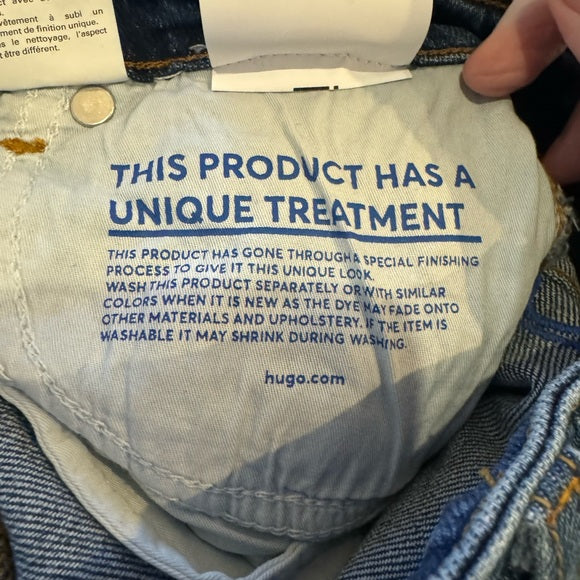 vêtement à subi un
ment de finition unique.
le nettoyage, l'aspect
être différent.
THIS PRODUCT HAS A
UNIQUE TREATMENT
THIS PRODUCT HAS GONE THROUGH A SPECIAL FINISHING
PROCESS TO GIVE IT THIS UNIQUE LOOK.
WASH THIS PRODUCT SEPARATELY OR WITH SIMILAR
COLORS WHEN IT IS NEW AS THE DYE MAY FADE ONTO
OTHER MATERIALS AND UPHOLSTERY. IF THE ITEM IS
WASHABLE IT MAY SHRINK DURING WASHING.
hugo.com